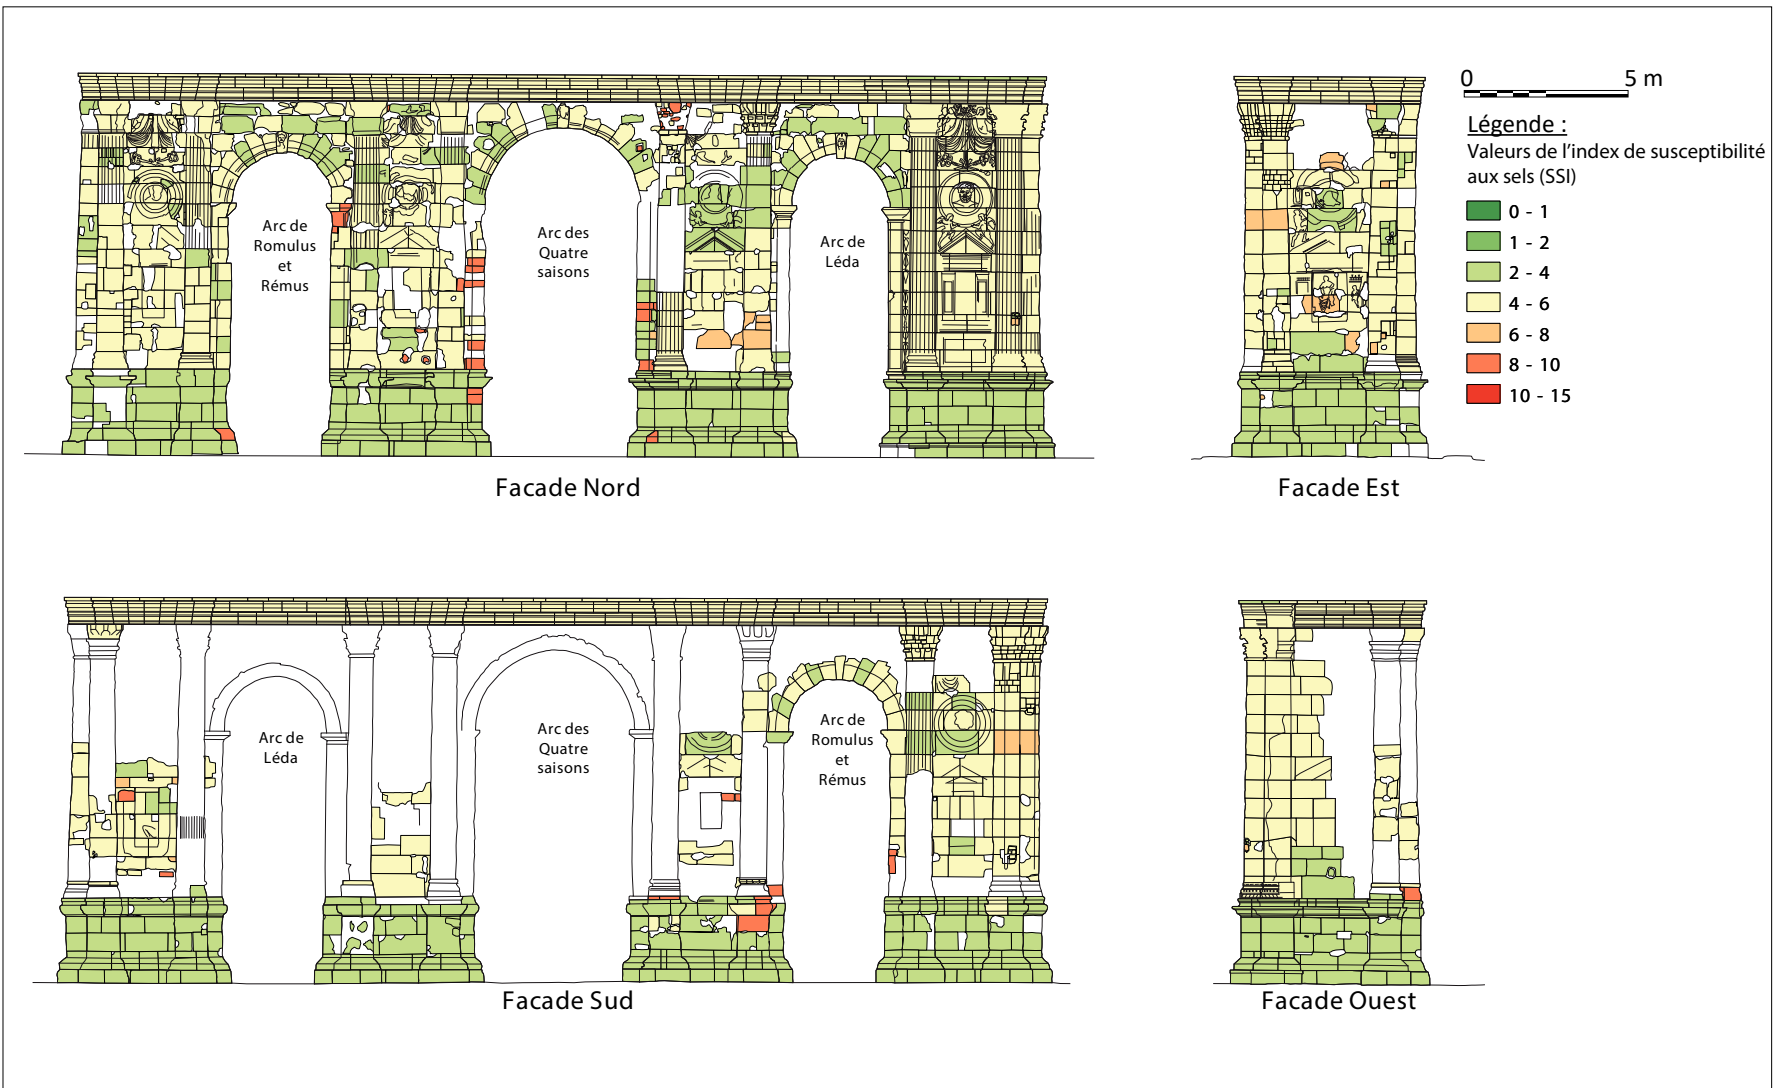 Arc de
Romulus
et
Rémus
Arc des
Quatre
saisons
Arc de
Léda
Facade Nord
Facade Est
0 5 m
Légende :
Valeurs de l'index de susceptibilité
aux sels (SSI)
0 - 1
1 - 2
2 - 4
4 - 6
6 - 8
8 - 10
10 - 15
Arc de
Léda
Arc des
Quatre
saisons
Arc de
Romulus
et
Rémus
Facade Sud
Facade Ouest